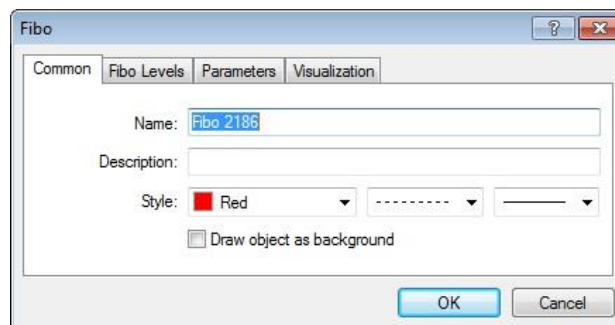 Fibo
Common Fibo Levels Parameters Visualization
Name: Fibo 2186
Description:
Style: Red
Draw object as background
OK Cancel